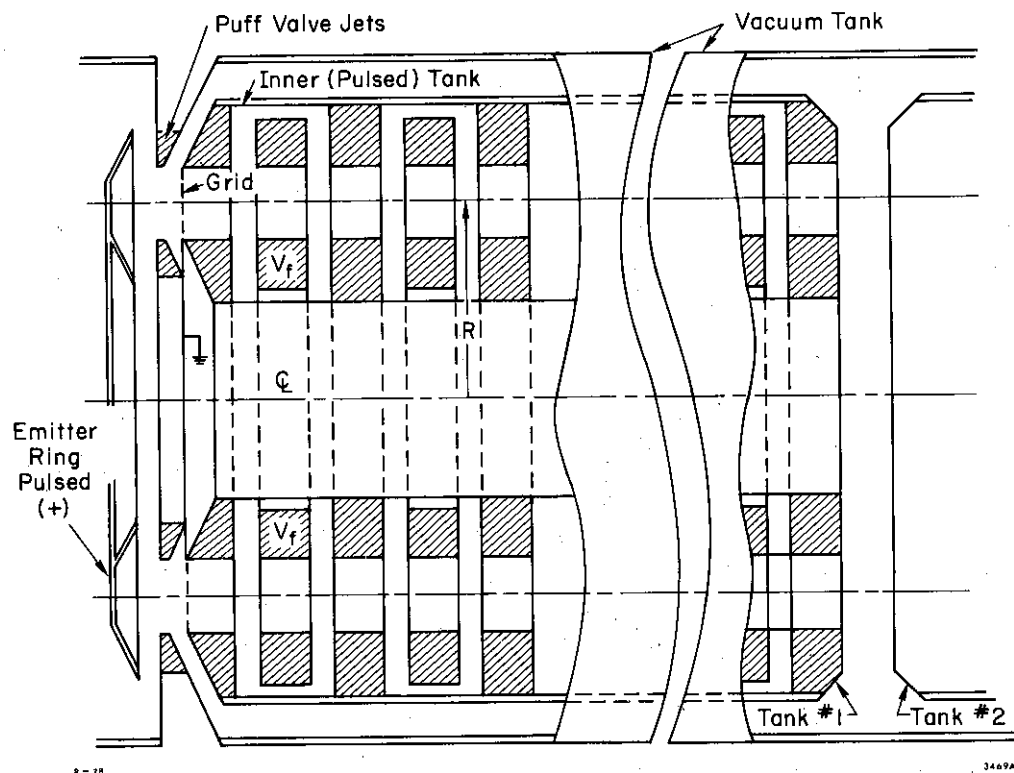 Puff Valve Jets
Vacuum Tank
Inner (Pulsed) Tank
Grid
V_f
R
℄
Emitter
Ring
Pulsed
(+)
V_f
Tank #1
Tank #2
3469A